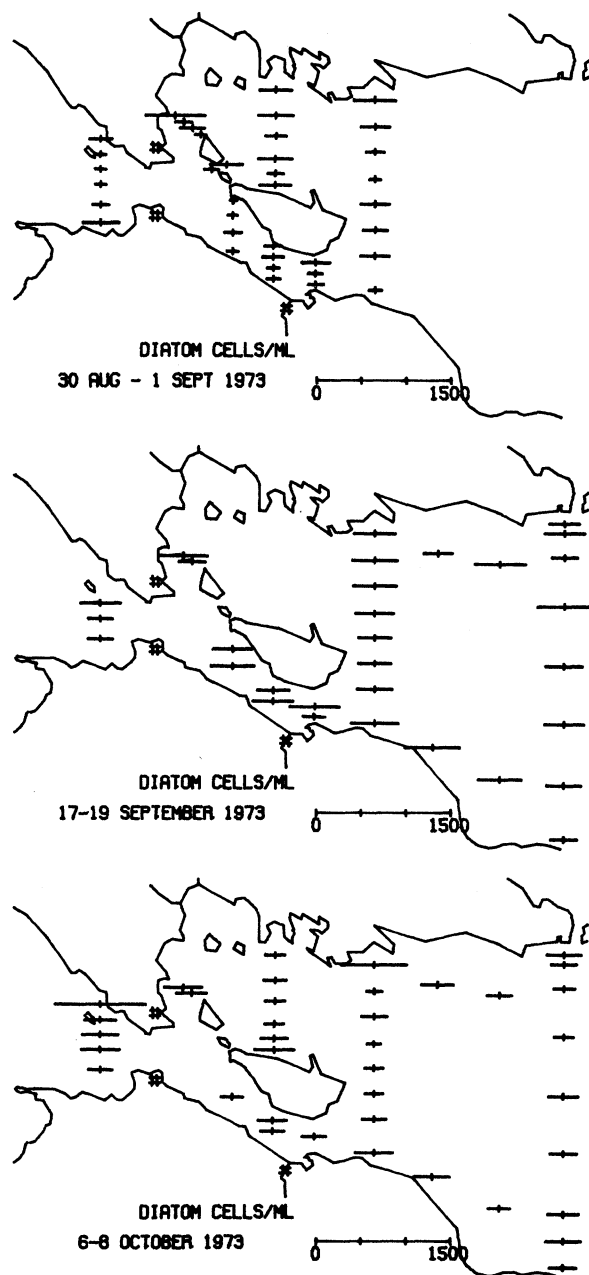 DIATOM CELLS/ML
30 AUG - 1 SEPT 1973
0 1500
DIATOM CELLS/ML
17-19 SEPTEMBER 1973
0 1500
DIATOM CELLS/ML
6-8 OCTOBER 1973
0 1500